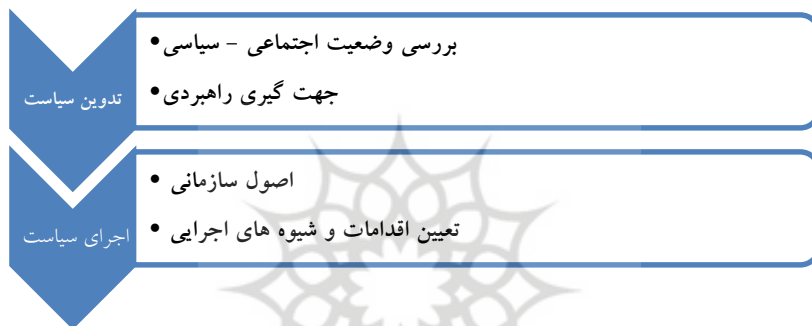 تدوین سیاست
•بررسی وضعیت اجتماعی – سیاسی
•جهت گیری راهبردی
اجرای سیاست
• اصول سازمانی
• تعیین اقدامات و شیوه های اجرایی